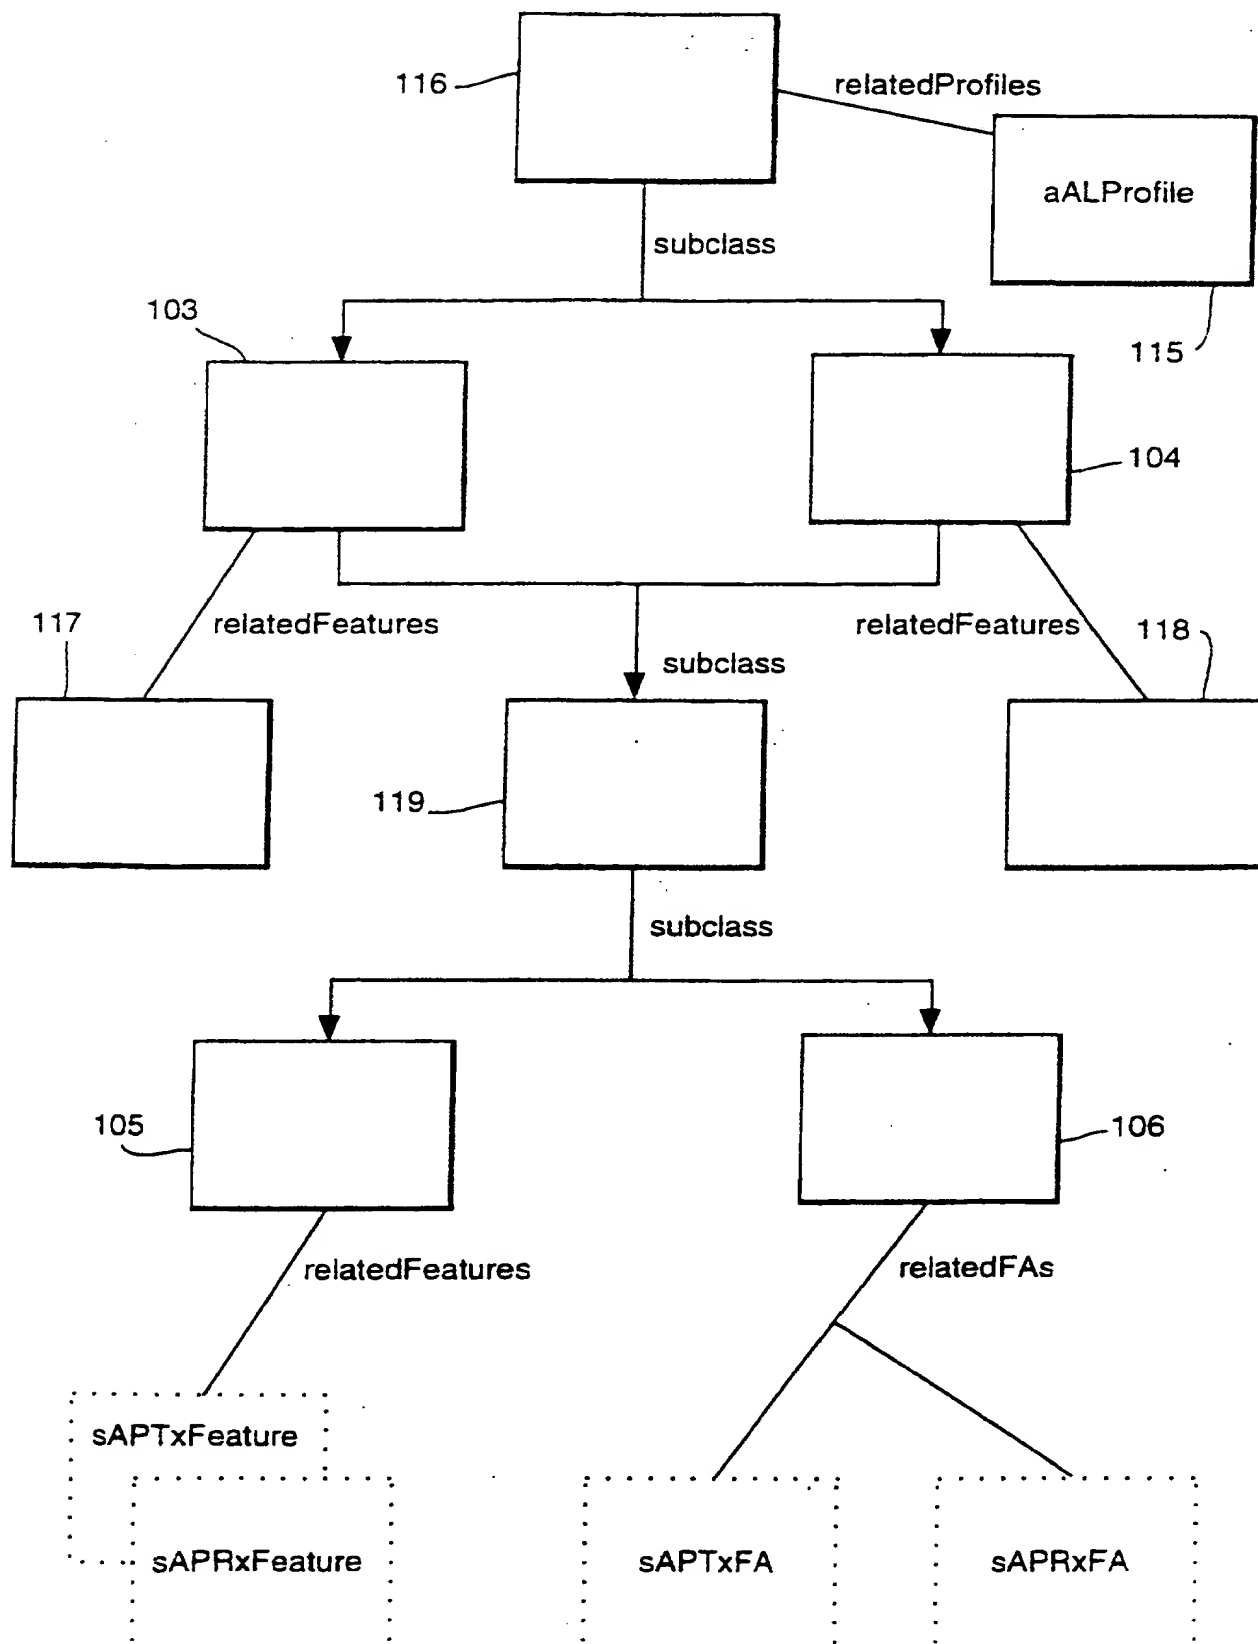 116
relatedProfiles
aALProfile
subclass
103
115
104
117
relatedFeatures
relatedFeatures
118
subclass
119
subclass
105
106
relatedFeatures
relatedFAs
sAPTxFeature
sAPRxFeature
sAPTxFA
sAPRxFA